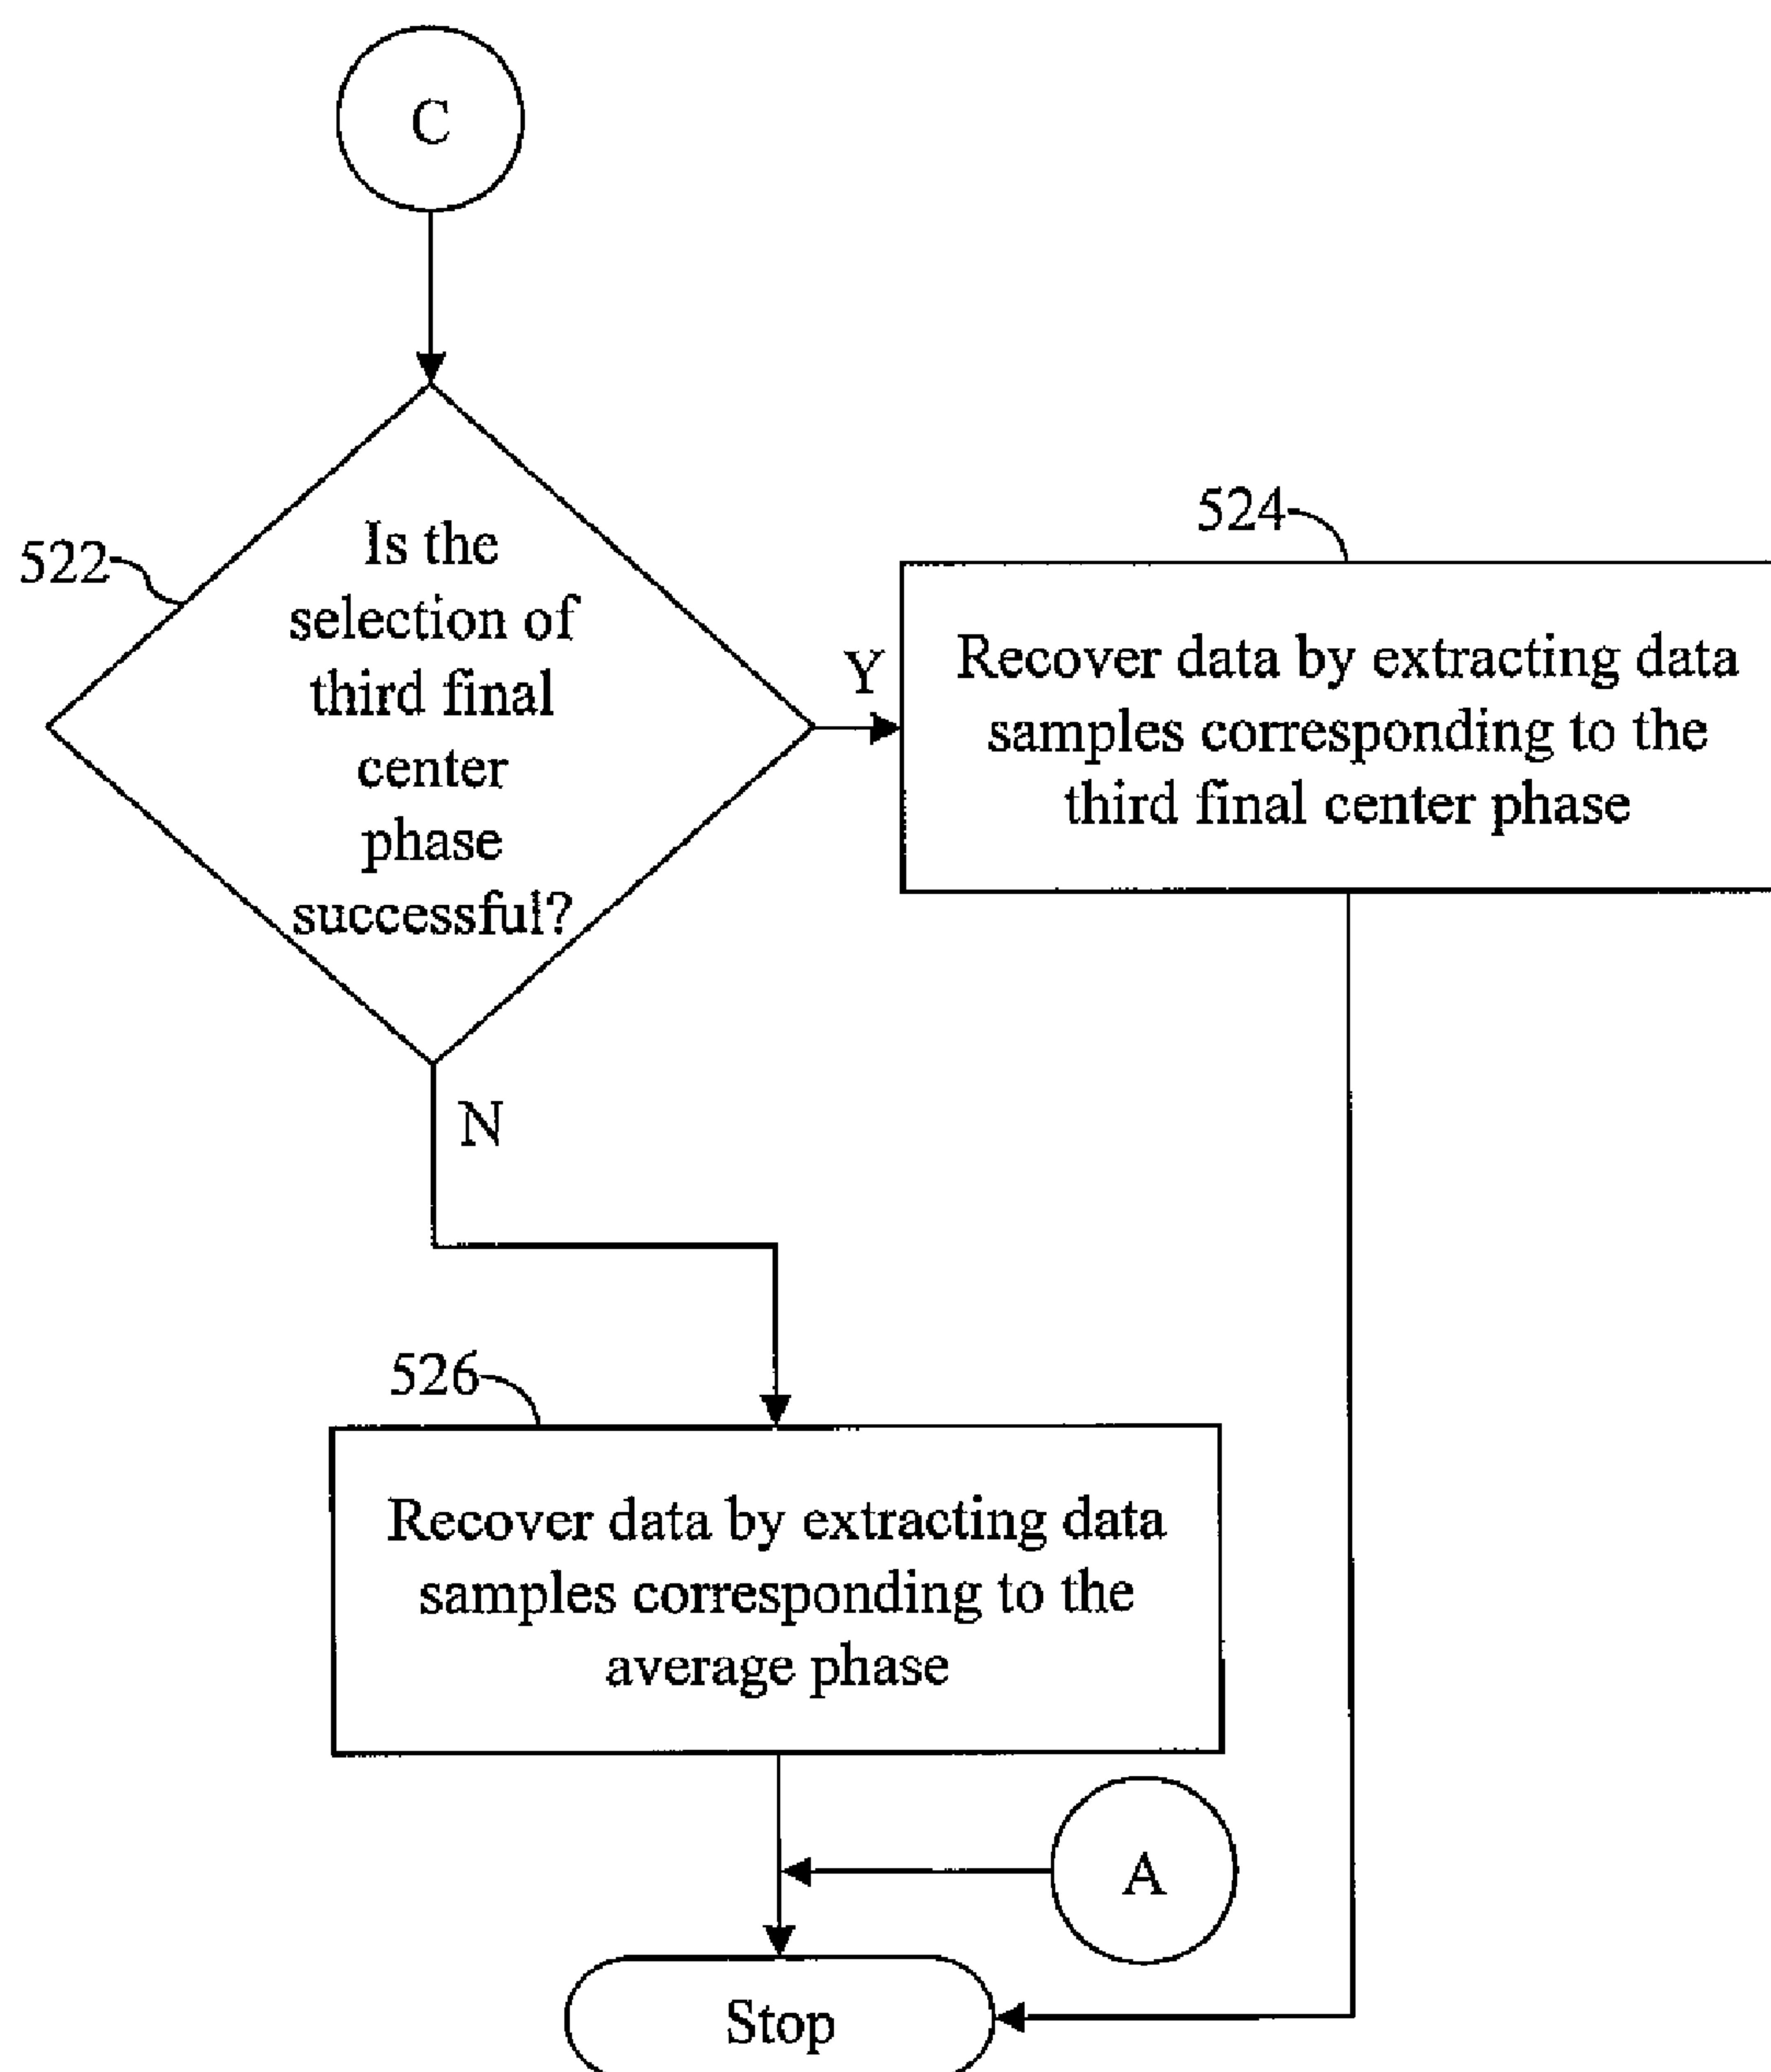 C
522
Is the
selection of
third final
center
phase
successful?
Y
524
Recover data by extracting data
samples corresponding to the
third final center phase
N
526
Recover data by extracting data
samples corresponding to the
average phase
A
Stop